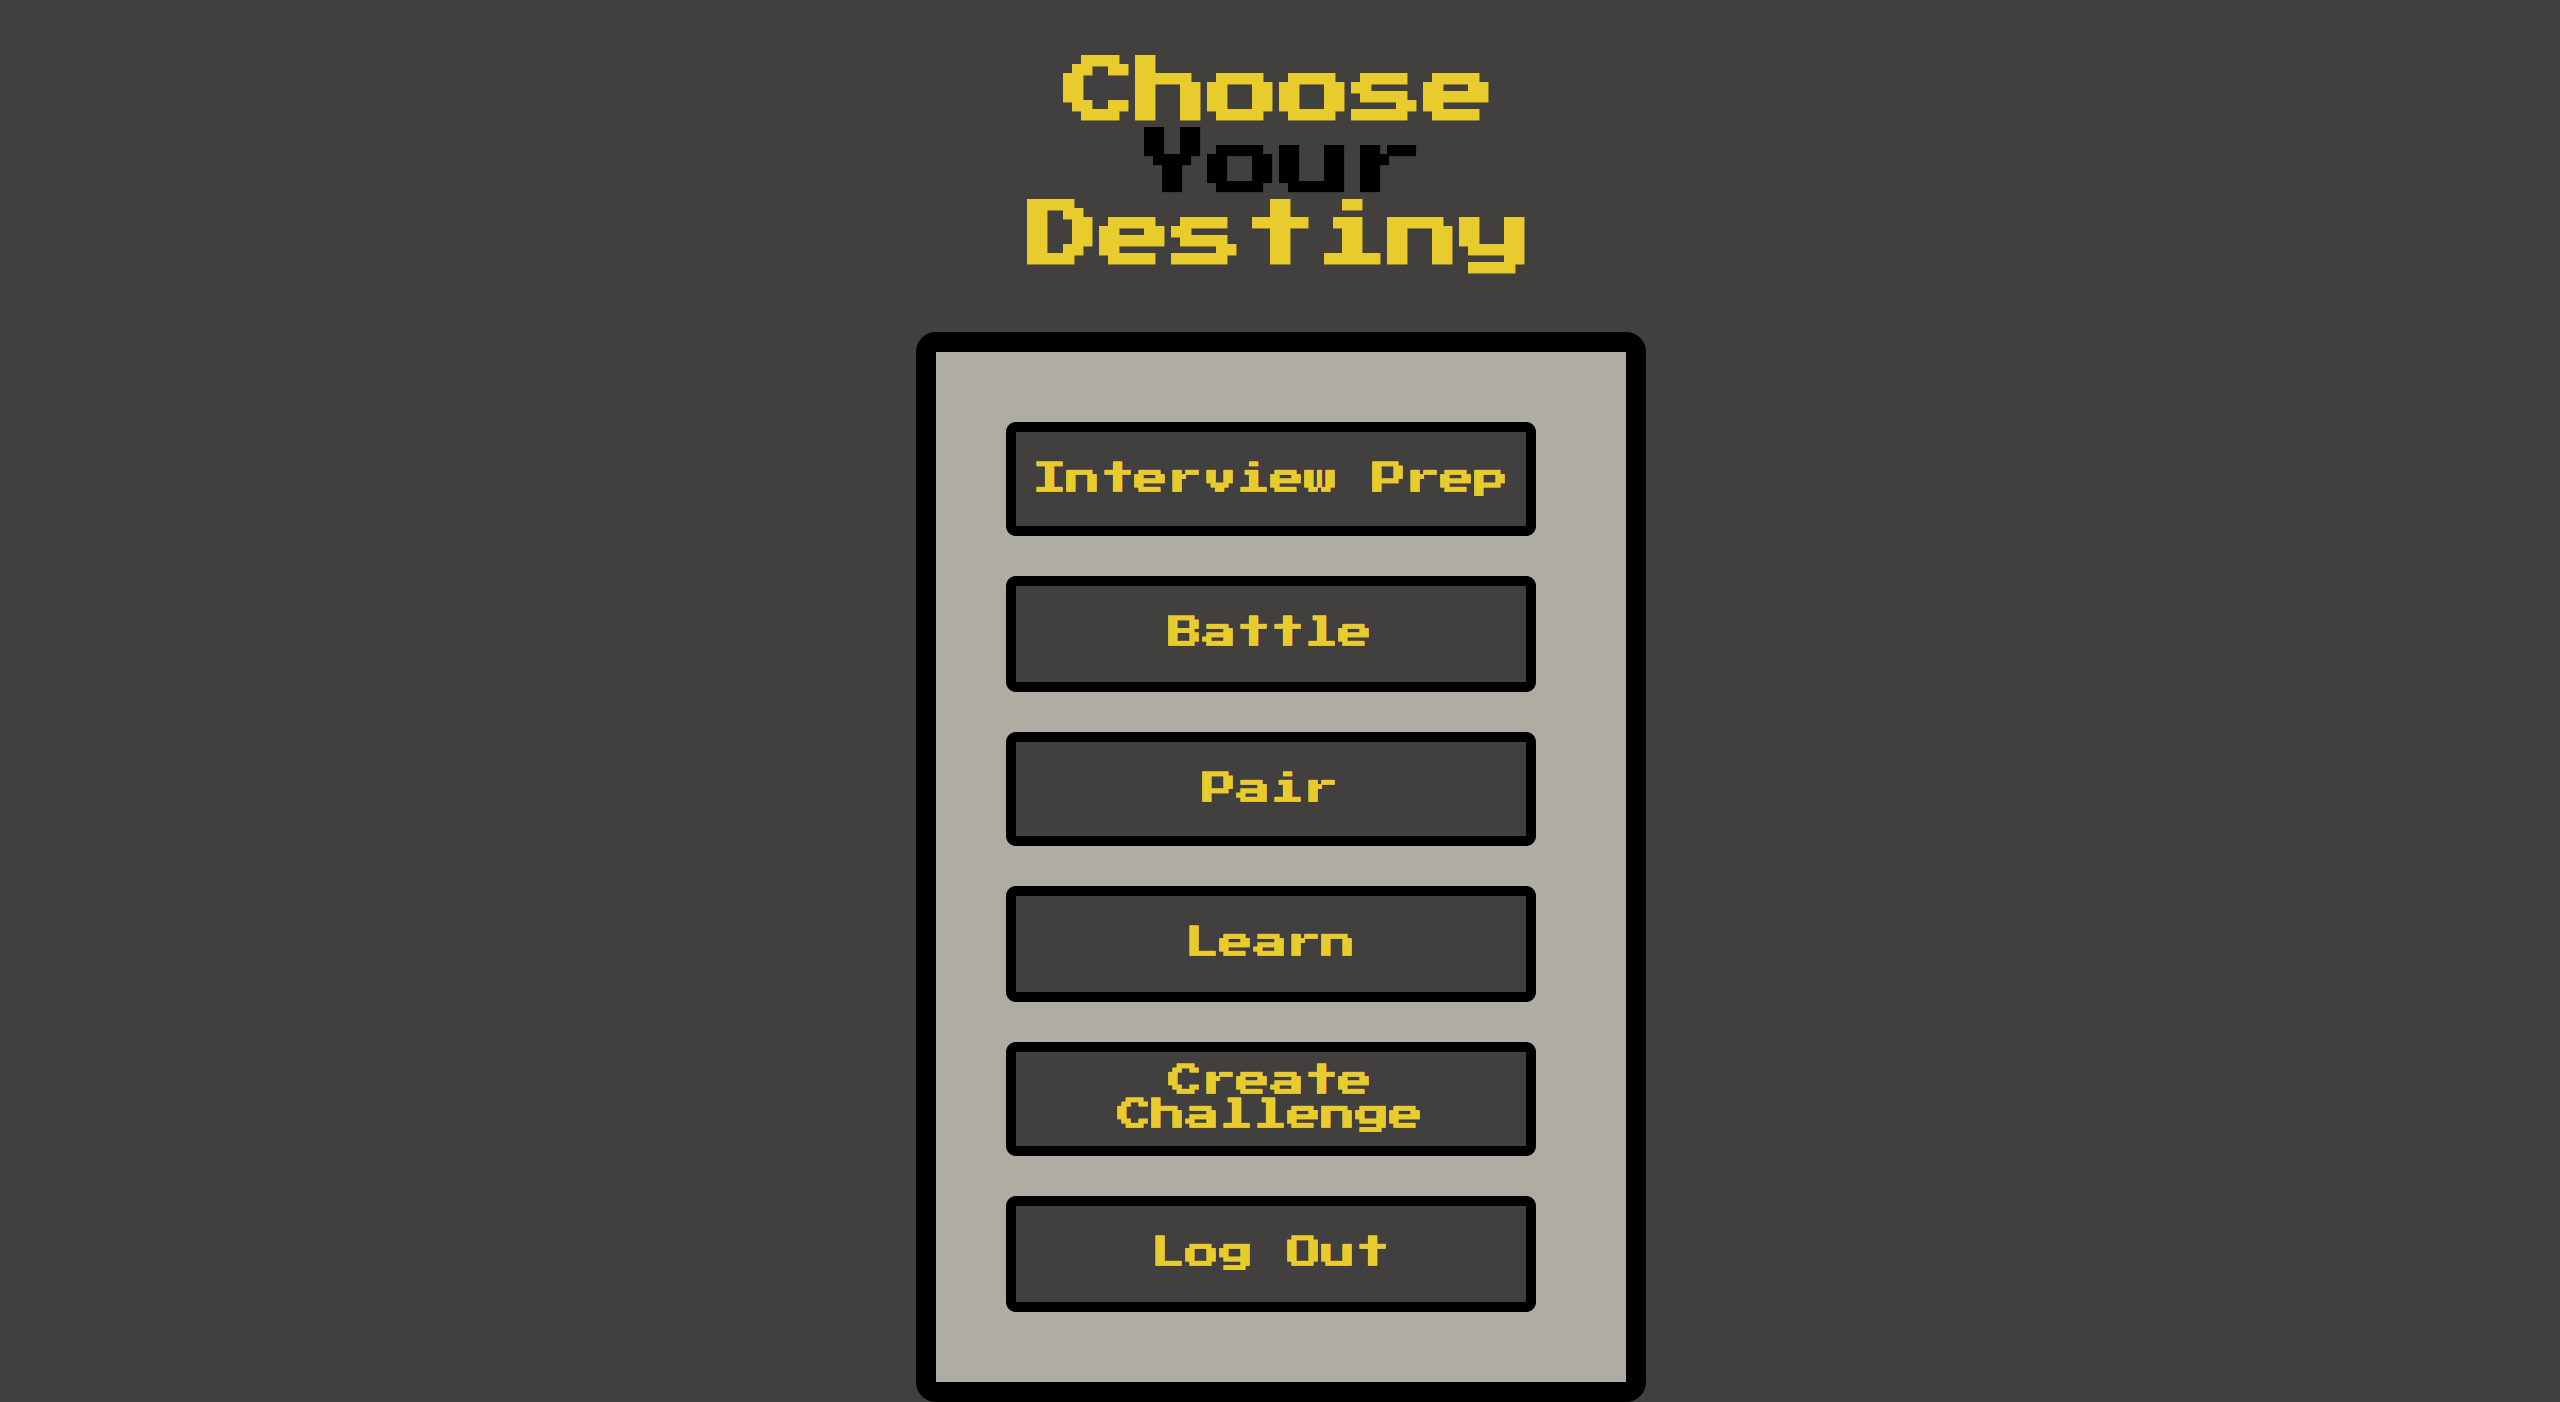 Choose
Your
Destiny
Interview Prep
Battle
Pair
Learn
Create
Challenge
Log Out